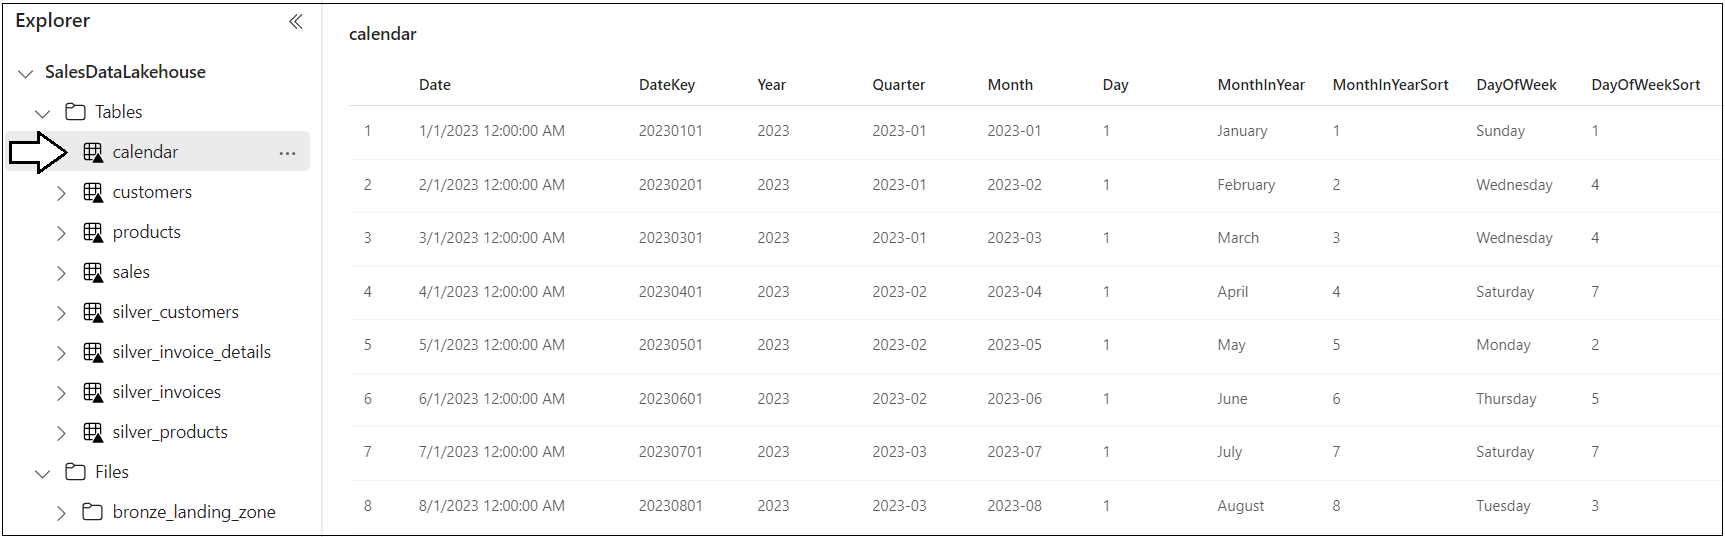 Explorer
SalesDataLakehouse
Tables
calendar ...
customers
products
sales
silver_customers
silver_invoice_details
silver_invoices
silver_products
Files
bronze_landing_zone
calendar
Date DateKey Year Quarter Month Day MonthInYear MonthInYearSort DayOfWeek DayOfWeekSort
1 1/1/2023 12:00:00 AM 20230101 2023 2023-01 2023-01 1 January 1 Sunday 1
2 2/1/2023 12:00:00 AM 20230201 2023 2023-01 2023-02 1 February 2 Wednesday 4
3 3/1/2023 12:00:00 AM 20230301 2023 2023-01 2023-03 1 March 3 Wednesday 4
4 4/1/2023 12:00:00 AM 20230401 2023 2023-02 2023-04 1 April 4 Saturday 7
5 5/1/2023 12:00:00 AM 20230501 2023 2023-02 2023-05 1 May 5 Monday 2
6 6/1/2023 12:00:00 AM 20230601 2023 2023-02 2023-06 1 June 6 Thursday 5
7 7/1/2023 12:00:00 AM 20230701 2023 2023-03 2023-07 1 July 7 Saturday 7
8 8/1/2023 12:00:00 AM 20230801 2023 2023-03 2023-08 1 August 8 Tuesday 3